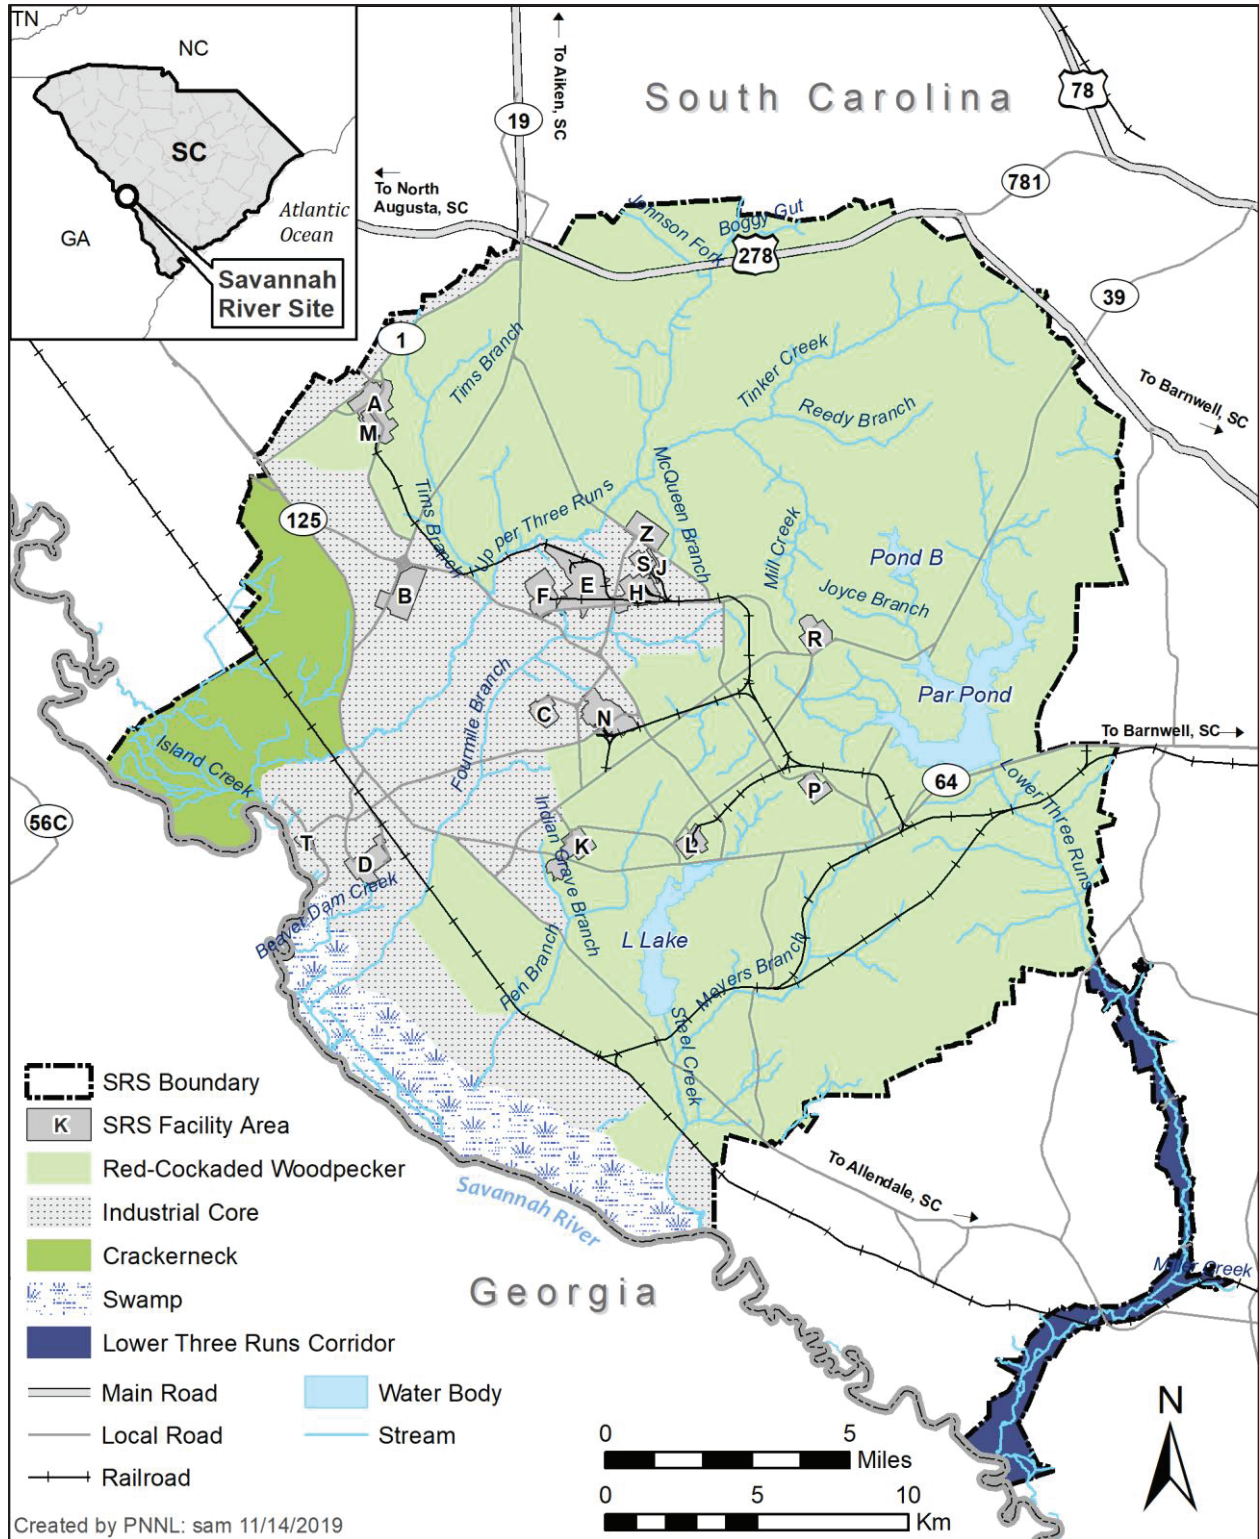 TN
NC
SC
GA
Atlantic
Ocean
Savannah
River Site
To Aiken, SC
South Carolina
78
19
781
To North
Augusta, SC
Johnson Fork
Boggy Gut
278
39
1
Tims Branch
Tinker Creek
Reedy Branch
To Barnwell, SC
A
M
125
Tims Branch
Up per Three Runs
McQueen Branch
Z
S
J
Mill Creek
Pond B
B
F
E
H
Joyce Branch
R
Fourmile Branch
C
N
Par Pond
Island Creek
To Barnwell, SC
64
Lower Three Runs
P
56C
T
D
Indian Grave Branch
K
L
Beaver Dam Creek
L Lake
Pen Branch
Meyers Branch
Steel Creek
SRS Boundary
K
SRS Facility Area
Red-Cockaded Woodpecker
Industrial Core
Crackerneck
Swamp
Lower Three Runs Corridor
Main Road
Local Road
Railroad
Water Body
Stream
Savannah River
To Allendale, SC
Miller Creek
Georgia
N
0 5
Miles
0 5 10
Km
Created by PNNL: sam 11/14/2019